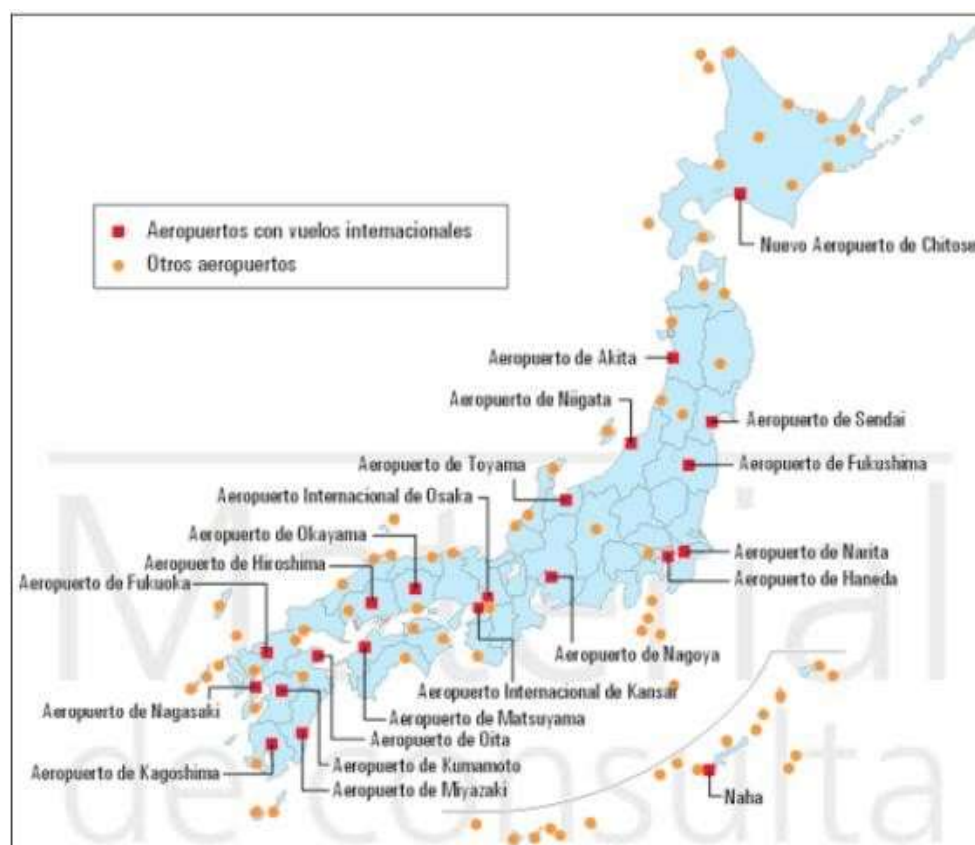 Aeropuertos con vuelos internacionales
Otros aeropuertos
Nuevo Aeropuerto de Chitose
Aeropuerto de Akita
Aeropuerto de Niigata
Aeropuerto de Sendai
Aeropuerto de Toyama
Aeropuerto de Fukushima
Aeropuerto Internacional de Osaka
Aeropuerto de Okayama
Aeropuerto de Narita
Aeropuerto de Hiroshima
Aeropuerto de Haneda
Aeropuerto de Fukuoka
Aeropuerto de Nagoya
Aeropuerto Internacional de Kansai
Aeropuerto de Nagasaki
Aeropuerto de Matsuyama
Aeropuerto de Oita
Aeropuerto de Kumamoto
Aeropuerto de Kagoshima
Aeropuerto de Miyazaki
Naha
Material
de consulta